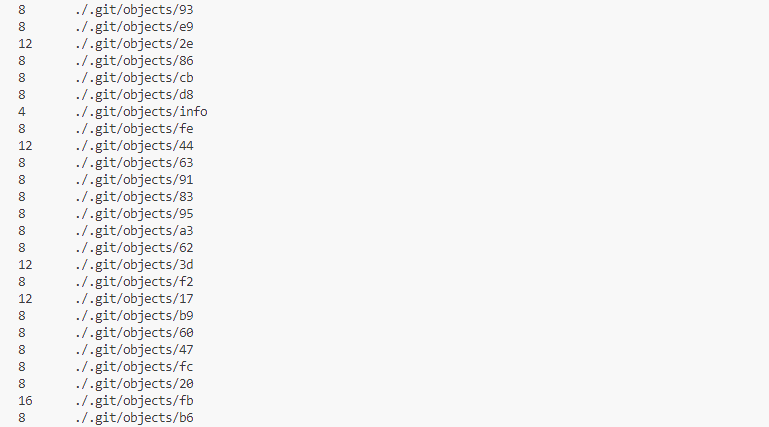 8 ./.git/objects/93
8 ./.git/objects/e9
12 ./.git/objects/2e
8 ./.git/objects/86
8 ./.git/objects/cb
8 ./.git/objects/d8
4 ./.git/objects/info
8 ./.git/objects/fe
12 ./.git/objects/44
8 ./.git/objects/63
8 ./.git/objects/91
8 ./.git/objects/83
8 ./.git/objects/95
8 ./.git/objects/a3
8 ./.git/objects/62
12 ./.git/objects/3d
8 ./.git/objects/f2
12 ./.git/objects/17
8 ./.git/objects/b9
8 ./.git/objects/60
8 ./.git/objects/47
8 ./.git/objects/fc
8 ./.git/objects/20
16 ./.git/objects/fb
8 ./.git/objects/b6